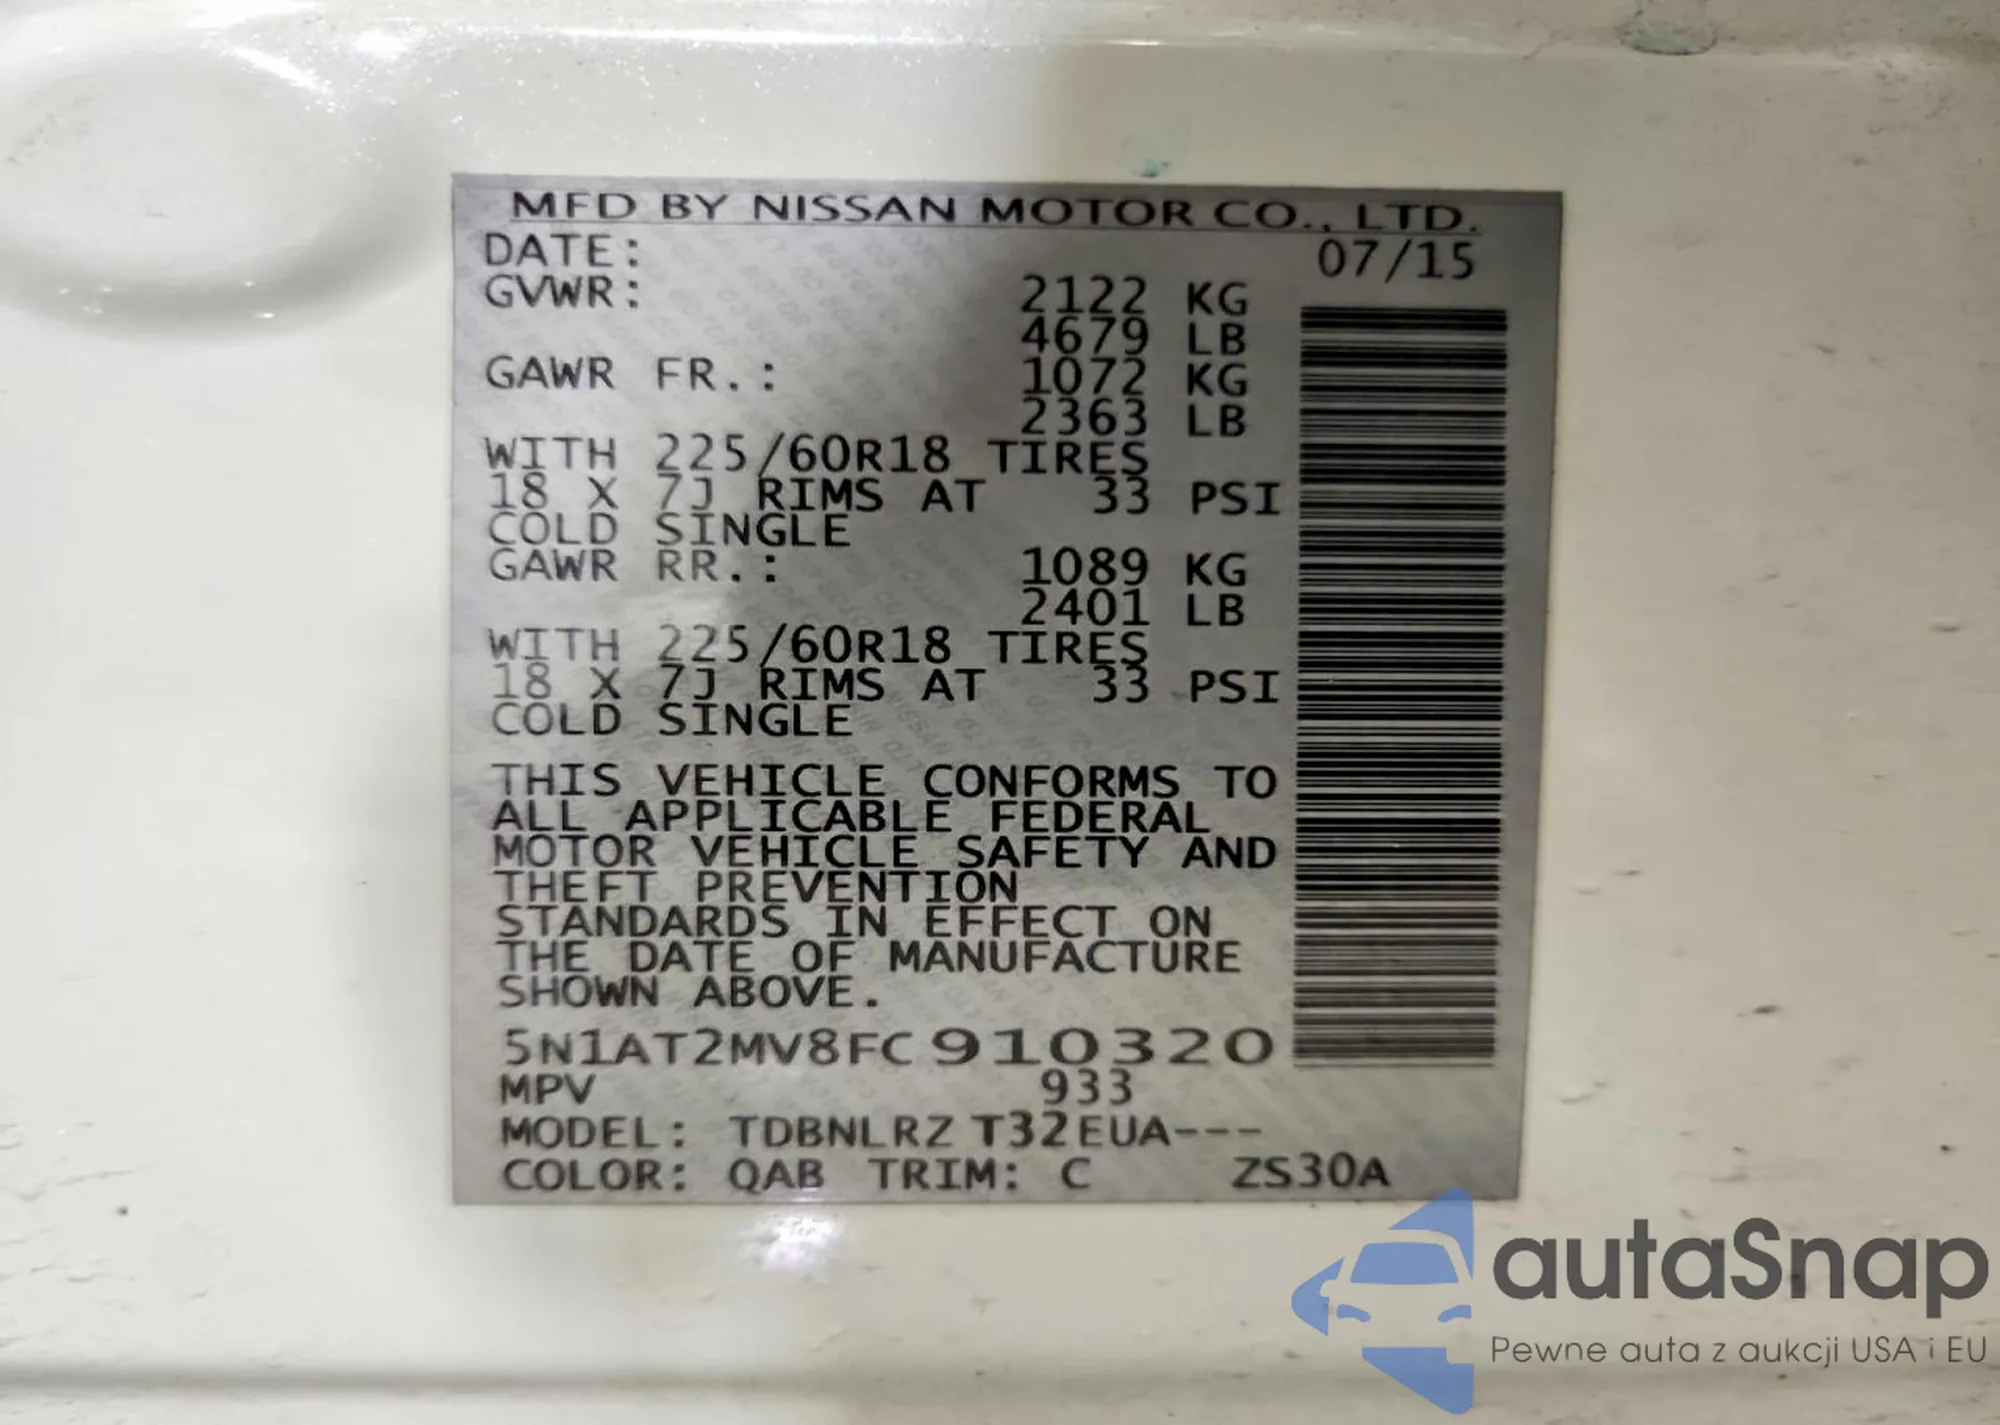 MFD BY NISSAN MOTOR CO., LTD.
DATE: 07/15
GVWR: 2122 KG
4679 LB
GAWR FR.: 1072 KG
2363 LB
WITH 225/60R18 TIRES
18 X 7J RIMS AT 33 PSI
COLD SINGLE
GAWR RR.: 1089 KG
2401 LB
WITH 225/60R18 TIRES
18 X 7J RIMS AT 33 PSI
COLD SINGLE
THIS VEHICLE CONFORMS TO
ALL APPLICABLE FEDERAL
MOTOR VEHICLE SAFETY AND
THEFT PREVENTION
STANDARDS IN EFFECT ON
THE DATE OF MANUFACTURE
SHOWN ABOVE.
5N1AT2MV8FC910320
MPV 933
MODEL: TDBNLRZ T32EUA---
COLOR: QAB TRIM: C ZS30A
autaSnap
Pewne auta z aukcji USA i EU